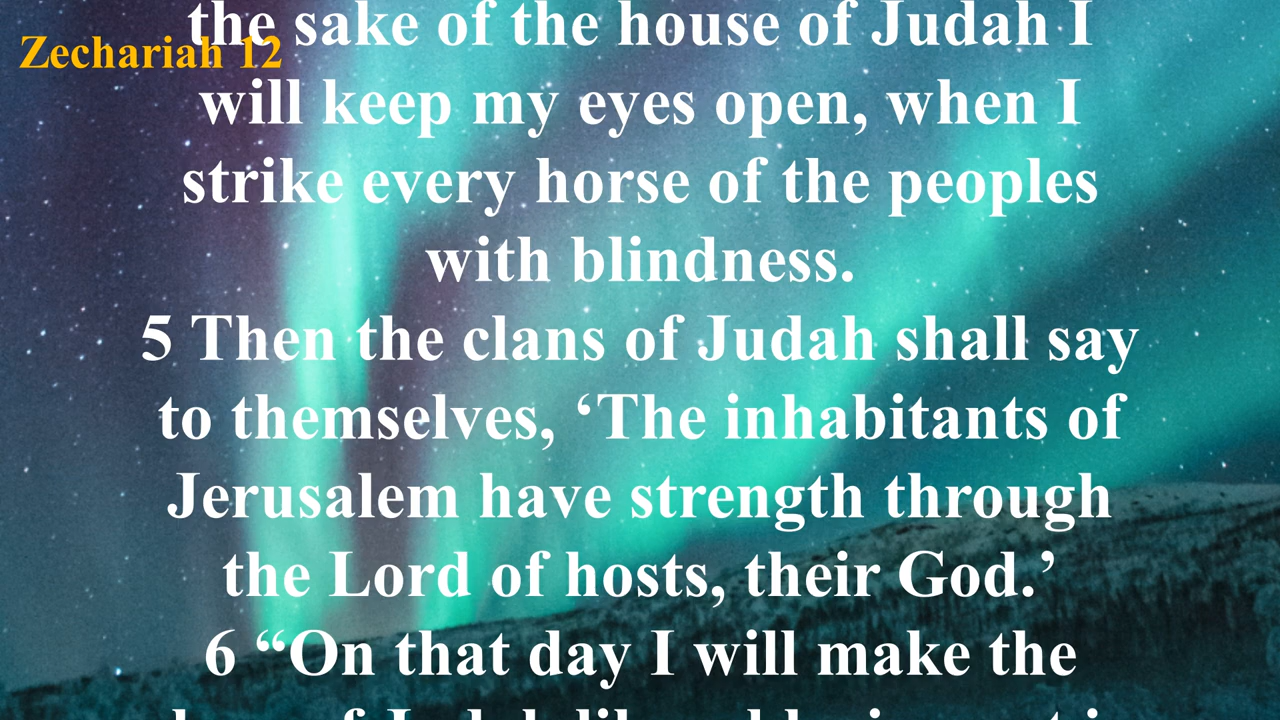 Zechariah 12
the sake of the house of Judah I
will keep my eyes open, when I
strike every horse of the peoples
with blindness.
5 Then the clans of Judah shall say
to themselves, ‘The inhabitants of
Jerusalem have strength through
the Lord of hosts, their God.’
6 “On that day I will make the